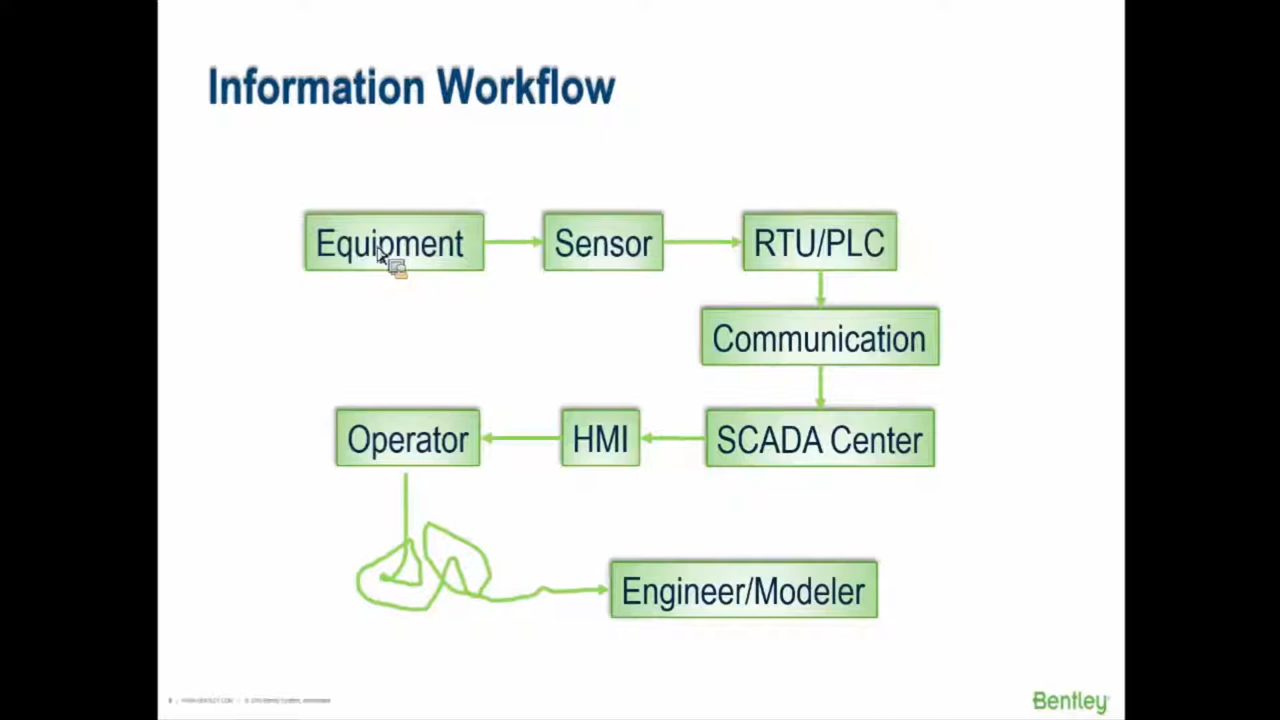 Information Workflow
Equipment
Sensor
RTU/PLC
Communication
Operator
HMI
SCADA Center
Engineer/Modeler
Bentley